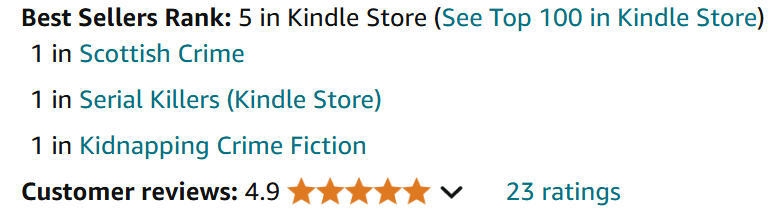 Best Sellers Rank: 5 in Kindle Store (See Top 100 in Kindle Store)
1 in Scottish Crime
1 in Serial Killers (Kindle Store)
1 in Kidnapping Crime Fiction
Customer reviews: 4.9 23 ratings